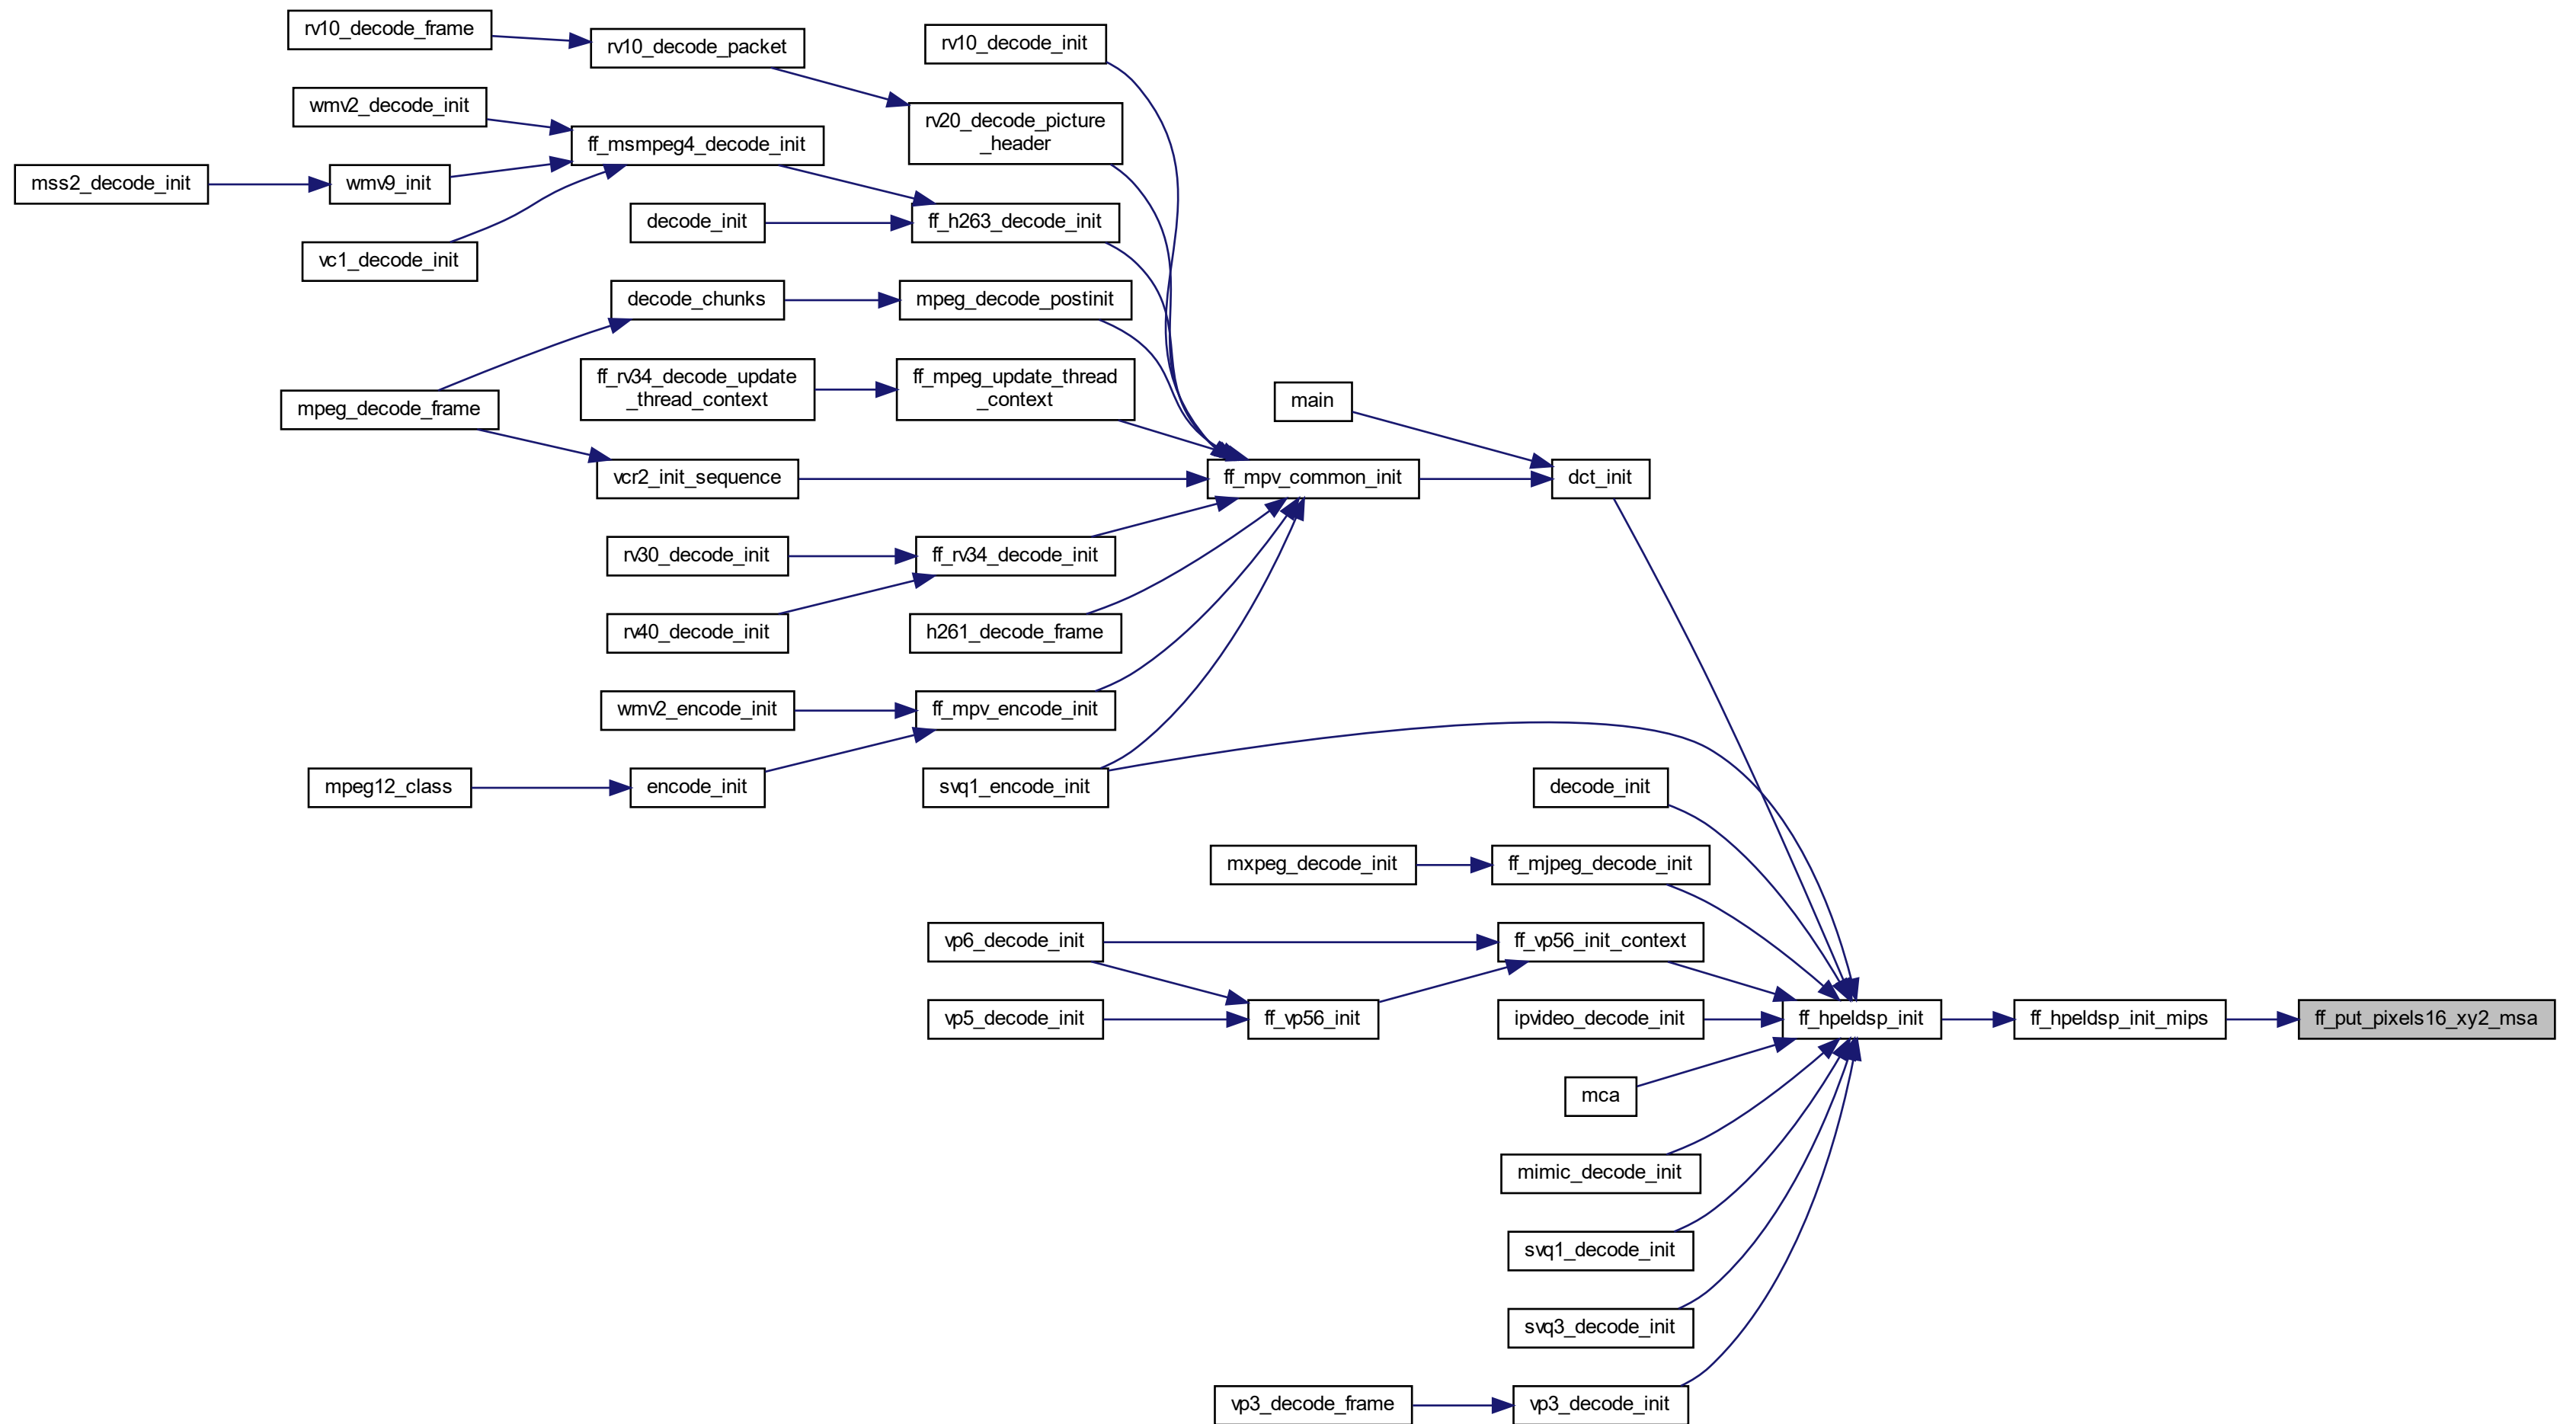 rv10_decode_frame
rv10_decode_packet
rv10_decode_init
wmv2_decode_init
rv20_decode_picture
_header
ff_msmpeg4_decode_init
mss2_decode_init
wmv9_init
decode_init
ff_h263_decode_init
vc1_decode_init
decode_chunks
mpeg_decode_postinit
ff_rv34_decode_update
_thread_context
ff_mpeg_update_thread
_context
main
mpeg_decode_frame
vcr2_init_sequence
ff_mpv_common_init
dct_init
rv30_decode_init
ff_rv34_decode_init
rv40_decode_init
h261_decode_frame
wmv2_encode_init
ff_mpv_encode_init
mpeg12_class
encode_init
svq1_encode_init
decode_init
mxpeg_decode_init
ff_mjpeg_decode_init
vp6_decode_init
ff_vp56_init_context
vp5_decode_init
ff_vp56_init
ipvideo_decode_init
ff_hpeldsp_init
ff_hpeldsp_init_mips
ff_put_pixels16_xy2_msa
mca
mimic_decode_init
svq1_decode_init
svq3_decode_init
vp3_decode_frame
vp3_decode_init